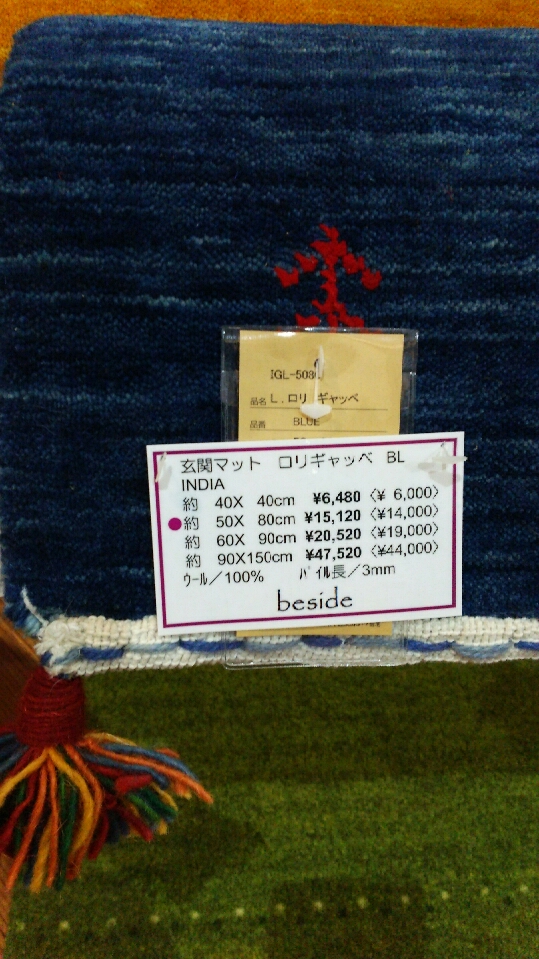 品名 L.ロリ ギャッベ
品番 BLUE
玄関マット ロリギャッベ BL
INDIA
約 40X 40cm ¥6,480 〈¥ 6,000〉
●約 50X 80cm ¥15,120 〈¥14,000〉
約 60X 90cm ¥20,520 〈¥19,000〉
約 90X150cm ¥47,520 〈¥44,000〉
ウール/100% パイル長/3mm
beside